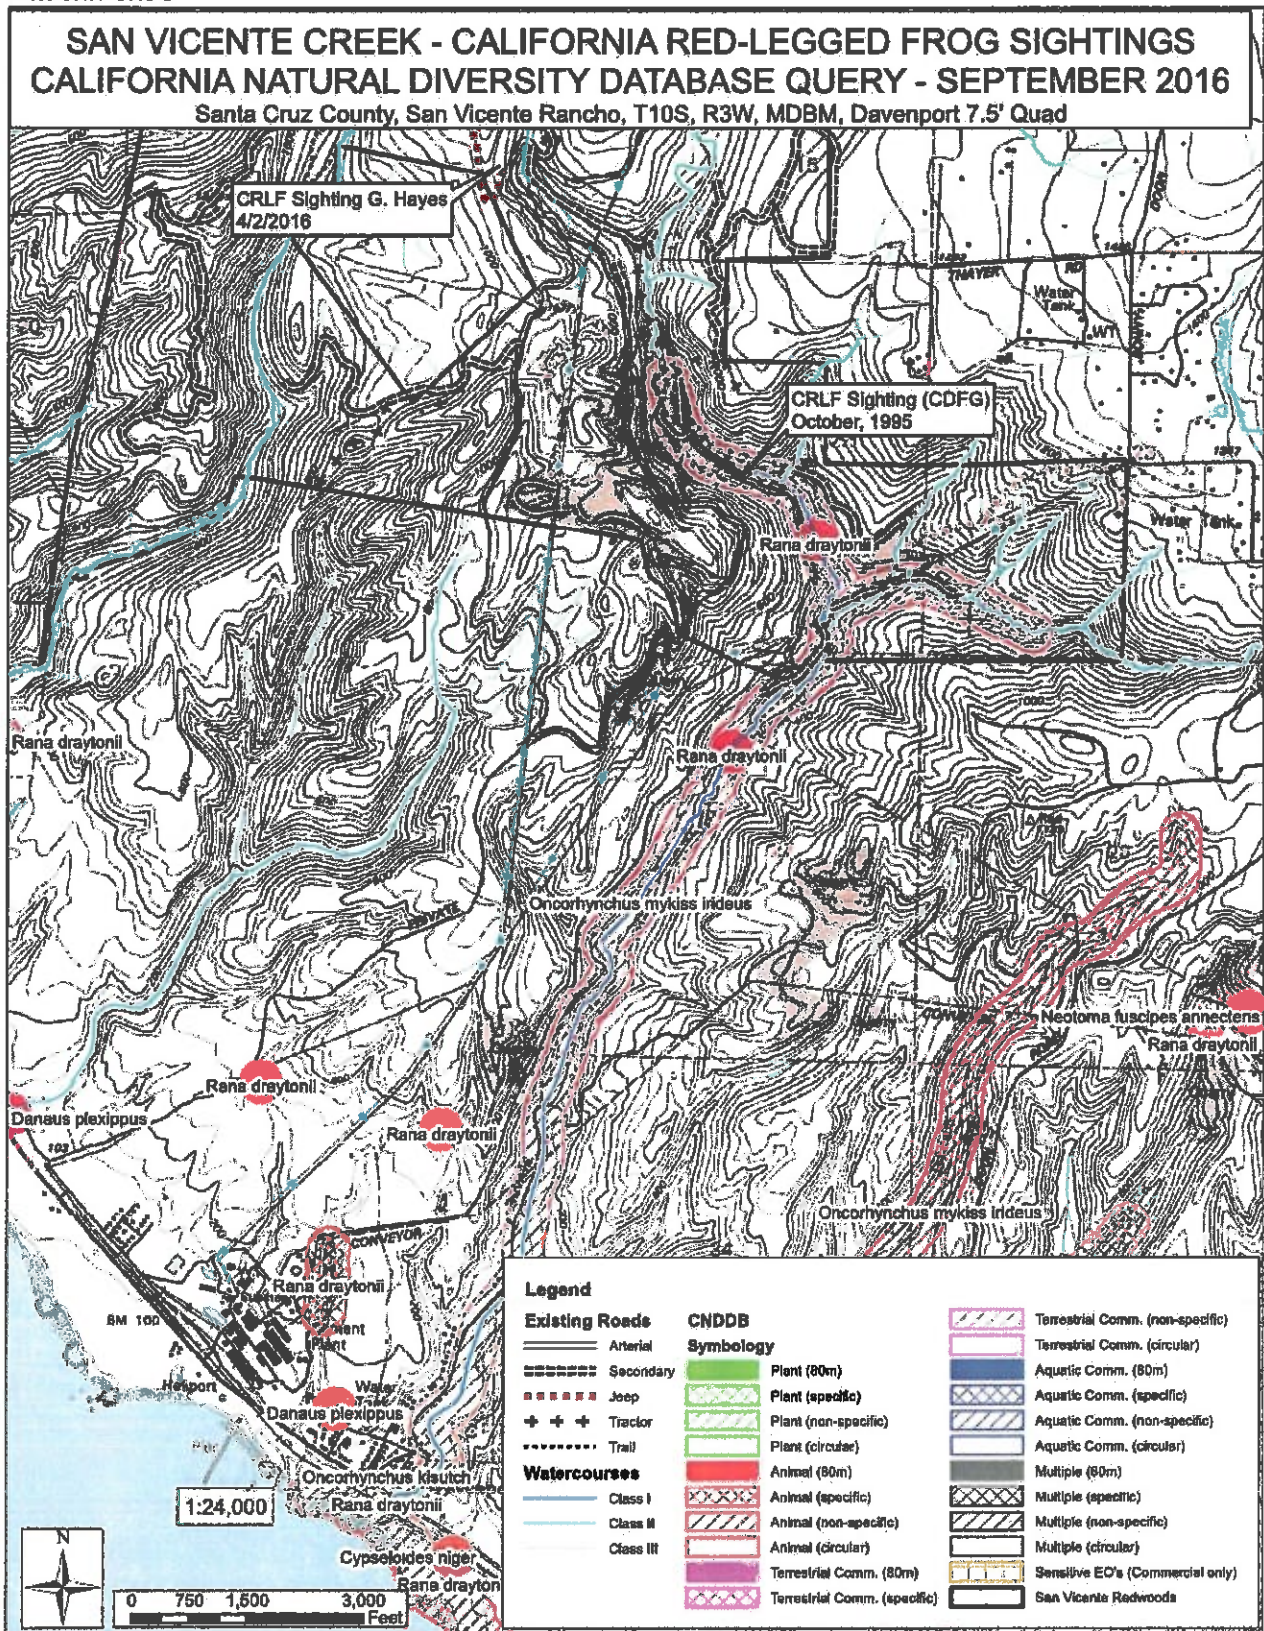 SAN VICENTE CREEK - CALIFORNIA RED-LEGGED FROG SIGHTINGS
CALIFORNIA NATURAL DIVERSITY DATABASE QUERY - SEPTEMBER 2016
Santa Cruz County, San Vicente Rancho, T10S, R3W, MDBM, Davenport 7.5' Quad
CRLF Sighting G. Hayes
4/2/2016
THAYER
RD
Water
Tank
WT
CRLF Sighting (CDFG)
October, 1995
Water Tank
Rana draytonii
Rana draytonii
Rana draytonii
Oncorhynchus mykiss irideus
PRIVATE
Neotoma fuscipes annectens
Rana draytonii
Rana draytonii
Danaus plexippus
Rana draytonii
103
Oncorhynchus mykiss irideus
CONVEYOR
Rana draytonii
BM 100
Plant
Heliport
Water
Danaus plexippus
Oncorhynchus kisutch
Rana draytonii
1:24,000
Cypseloides niger
Rana drayton
N
0 750 1,500 3,000
Feet
Legend
Existing Roads
Arterial
Secondary
Jeep
Tractor
Trail
Watercourses
Class I
Class II
Class III
CNDDB
Symbology
Plant (80m)
Plant (specific)
Plant (non-specific)
Plant (circular)
Animal (80m)
Animal (specific)
Animal (non-specific)
Animal (circular)
Terrestrial Comm. (80m)
Terrestrial Comm. (specific)
Terrestrial Comm. (non-specific)
Terrestrial Comm. (circular)
Aquatic Comm. (80m)
Aquatic Comm. (specific)
Aquatic Comm. (non-specific)
Aquatic Comm. (circular)
Multiple (80m)
Multiple (specific)
Multiple (non-specific)
Multiple (circular)
Sensitive EO's (Commercial only)
San Vicente Redwoods